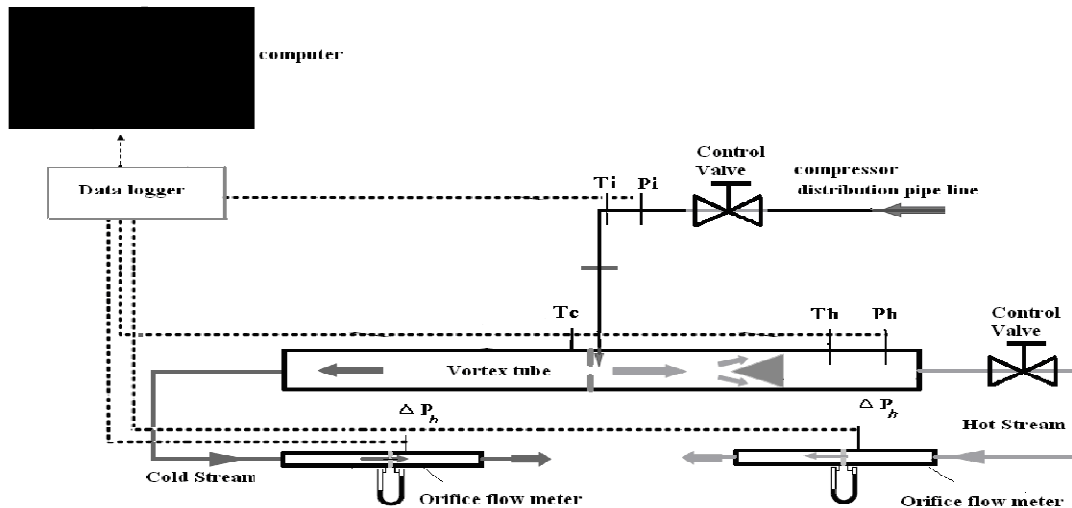 computer
Data logger
Control
Valve
compressor
distribution pipe line
Ti
Pi
Tc
Th
Ph
Control
Valve
Vortex tube
△ P h
△ P h
Hot Stream
Cold Stream
Orifice flow meter
Orifice flow meter